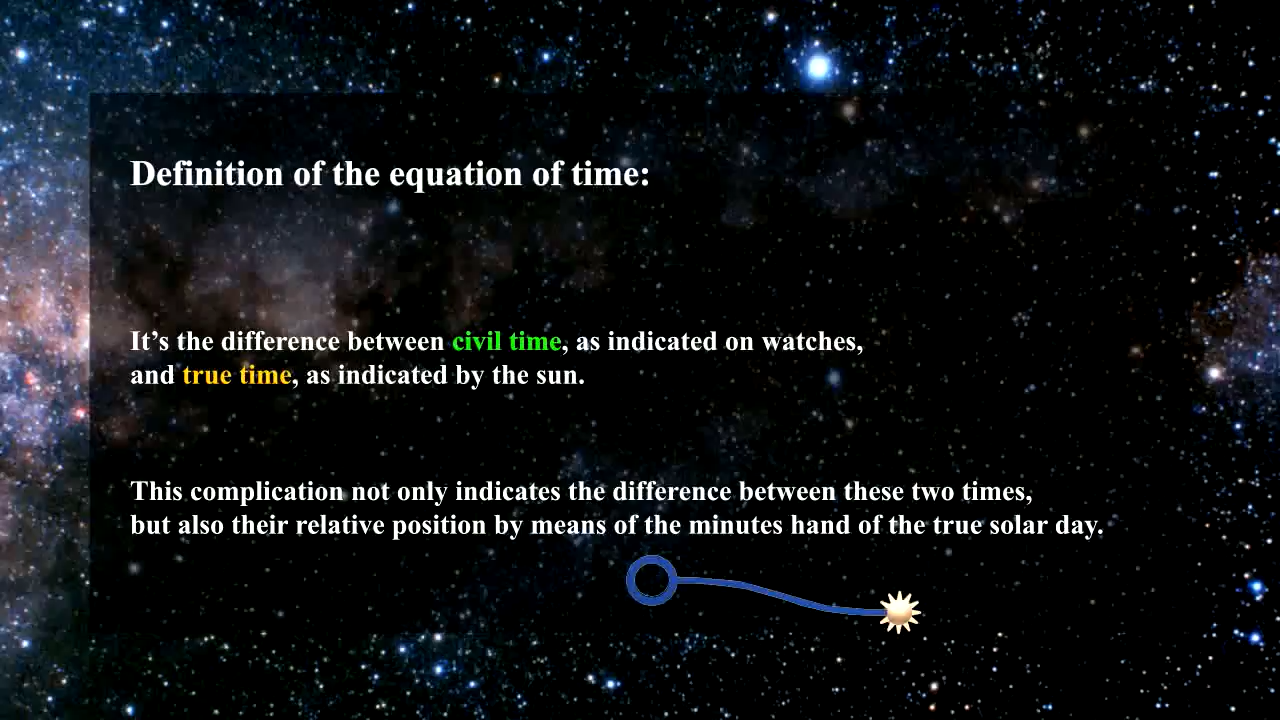 Definition of the equation of time:
It’s the difference between civil time, as indicated on watches,
and true time, as indicated by the sun.
This complication not only indicates the difference between these two times,
but also their relative position by means of the minutes hand of the true solar day.